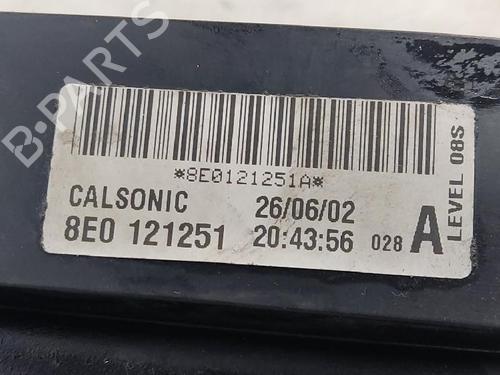 B-PARTS
*8E0121251A*
CALSONIC 26/06/02
8E0 121251 20:43:56 028 A
LEVEL 08S